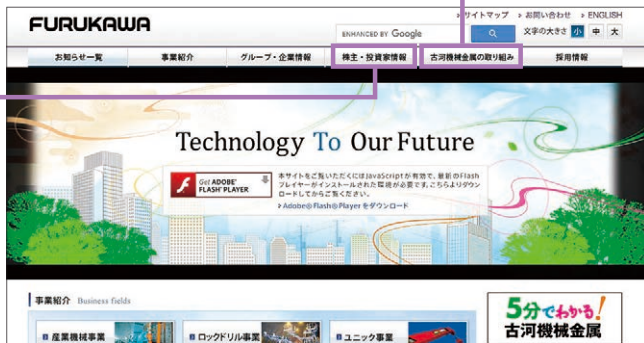 FURUKAWA
サイトマップ お問い合わせ ENGLISH
ENHANCED BY Google
文字の大きさ 小 中 大
お知らせ一覧 事業紹介 グループ・企業情報 株主・投資家情報 古河機械金属の取り組み 採用情報
Technology To Our Future
Get ADOBE® FLASH® PLAYER
本サイトをご覧いただくにはJavaScriptが有効で、最新のFlash
プレイヤーがインストールされた環境が必要です。こちらよりダウン
ロードしてからご覧ください。
Adobe®Flash®Playerをダウンロード
事業紹介 Business fields
5分でわかる!
古河機械金属
産業機械事業 ロックドリル事業 ユニック事業